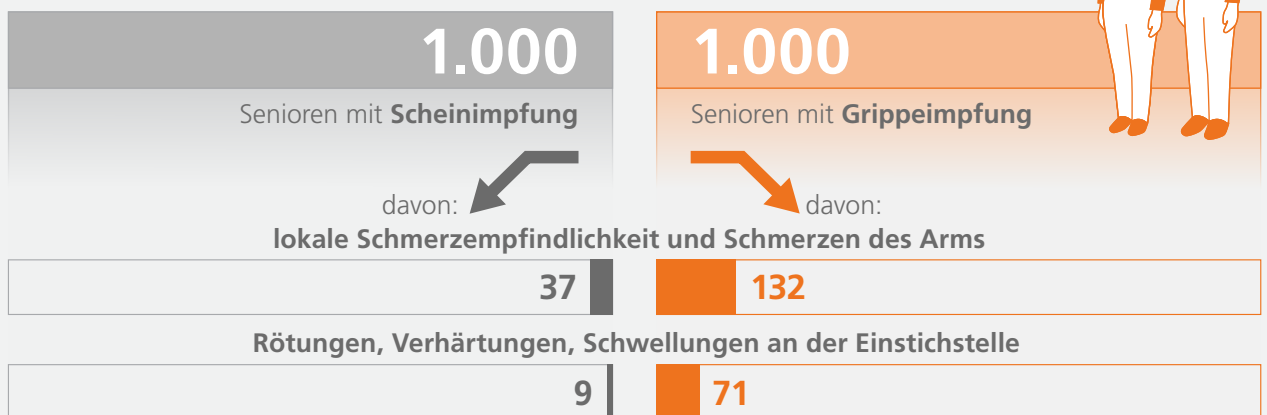 1.000
1.000
Senioren mit Scheinimpfung
Senioren mit Grippeimpfung
davon:
davon:
lokale Schmerzempfindlichkeit und Schmerzen des Arms
37
132
Rötungen, Verhärtungen, Schwellungen an der Einstichstelle
9
71